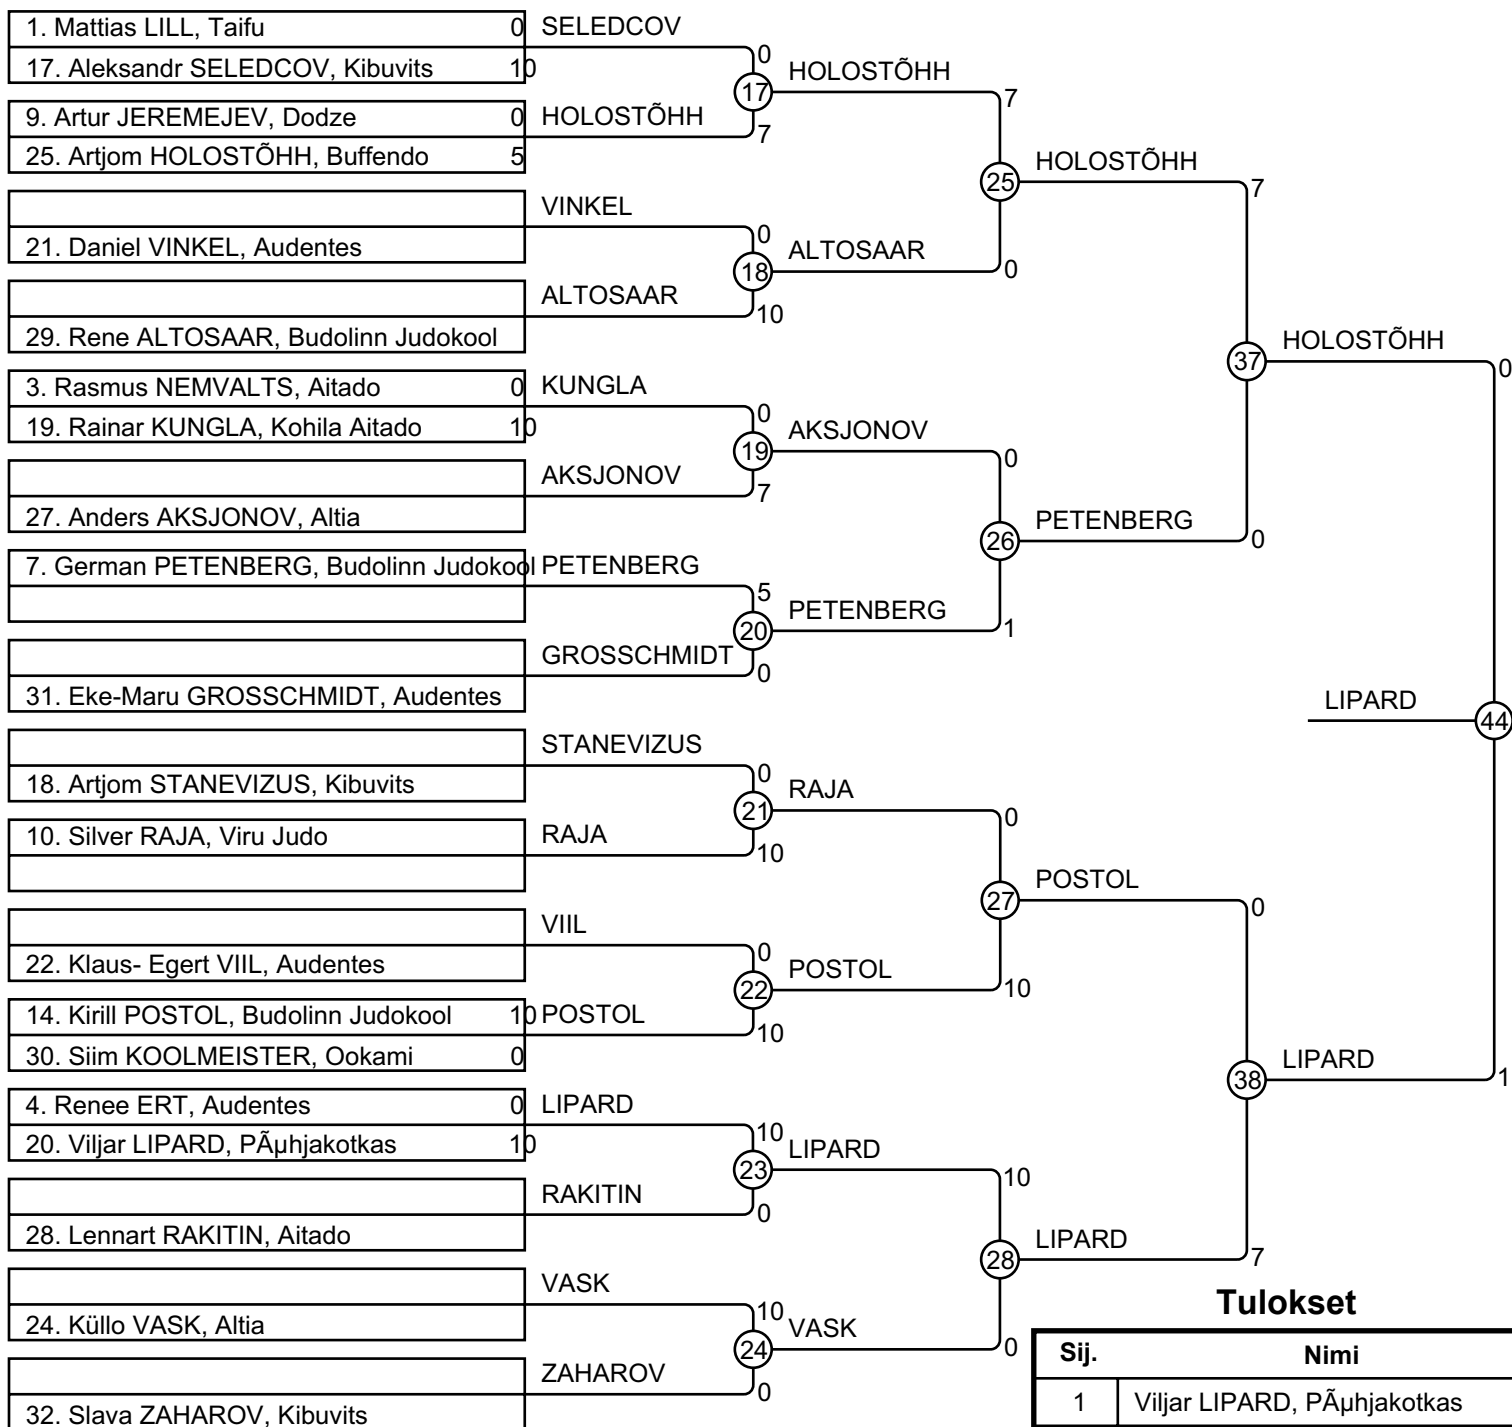 1. Mattias LILL, Taifu 0
17. Aleksandr SELEDCOV, Kibuvits 10
9. Artur JEREMEJEV, Dodze 0
25. Artjom HOLOSTÕHH, Buffendo 5
21. Daniel VINKEL, Audentes
29. Rene ALTOSAAR, Budolinn Judokool
3. Rasmus NEMVALTS, Aitado 0
19. Rainar KUNGLA, Kohila Aitado 10
27. Anders AKSJONOV, Altia
7. German PETENBERG, Budolinn Judokool
31. Eke-Maru GROSSCHMIDT, Audentes
18. Artjom STANEVIZUS, Kibuvits
10. Silver RAJA, Viru Judo
22. Klaus- Egert VIIL, Audentes
14. Kirill POSTOL, Budolinn Judokool 10
30. Siim KOOLMEISTER, Ookami 0
4. Renee ERT, Audentes 0
20. Viljar LIPARD, PÃµhjakotkas 10
28. Lennart RAKITIN, Aitado
24. Küllo VASK, Altia
32. Slava ZAHAROV, Kibuvits
SELEDCOV
0
17
HOLOSTÕHH
7
VINKEL
0
18
ALTOSAAR
10
KUNGLA
0
19
AKSJONOV
7
PETENBERG
5
20
GROSSCHMIDT
0
STANEVIZUS
0
21
RAJA
10
VIIL
0
22
POSTOL
10
LIPARD
10
23
RAKITIN
0
VASK
10
24
ZAHAROV
0
HOLOSTÕHH
7
25
ALTOSAAR
0
AKSJONOV
0
26
PETENBERG
1
RAJA
0
27
POSTOL
10
LIPARD
10
28
VASK
0
HOLOSTÕHH
7
37
PETENBERG
0
POSTOL
0
38
LIPARD
7
HOLOSTÕHH
0
LIPARD
44
LIPARD
1
Tulokset
Sij. Nimi
1 Viljar LIPARD, PÃµhjakotkas